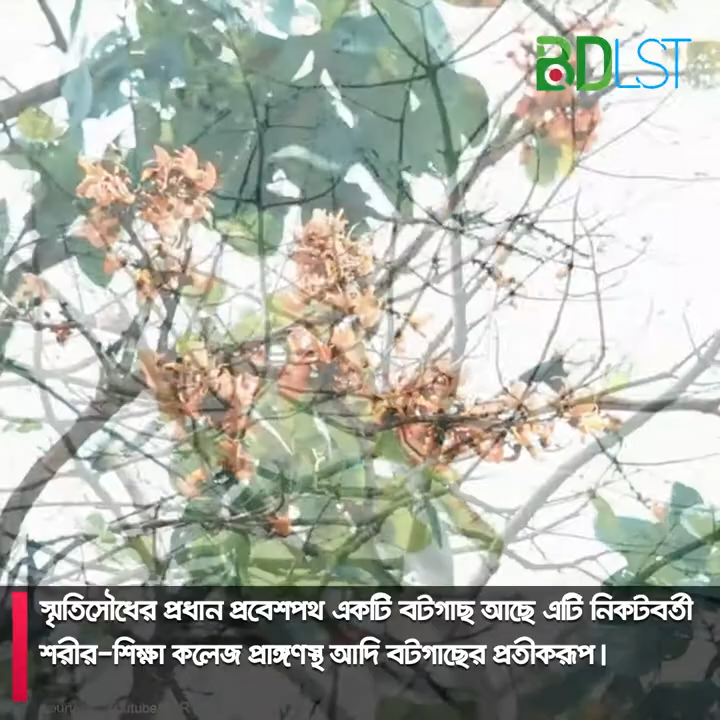 BDLST
স্মৃতিসৌধের প্রধান প্রবেশপথ একটি বটগাছ আছে এটি নিকটবর্তী
শরীর-শিক্ষা কলেজ প্রাঙ্গণস্থ আদি বটগাছের প্রতীকরূপ।